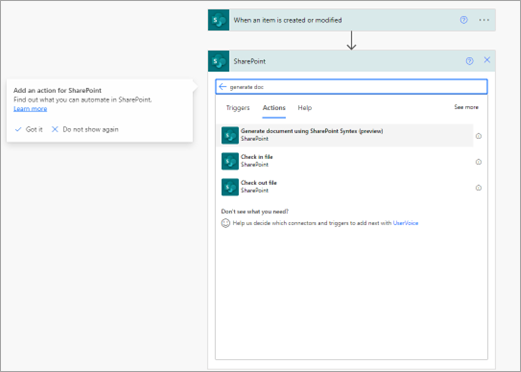 When an item is created or modified
SharePoint
generate doc
Add an action for SharePoint
Find out what you can automate in SharePoint.
Learn more
Got it
Do not show again
Triggers
Actions
Help
See more
Generate document using SharePoint Syntex (preview)
SharePoint
Check in file
SharePoint
Check out file
SharePoint
Don't see what you need?
Help us decide which connectors and triggers to add next with UserVoice